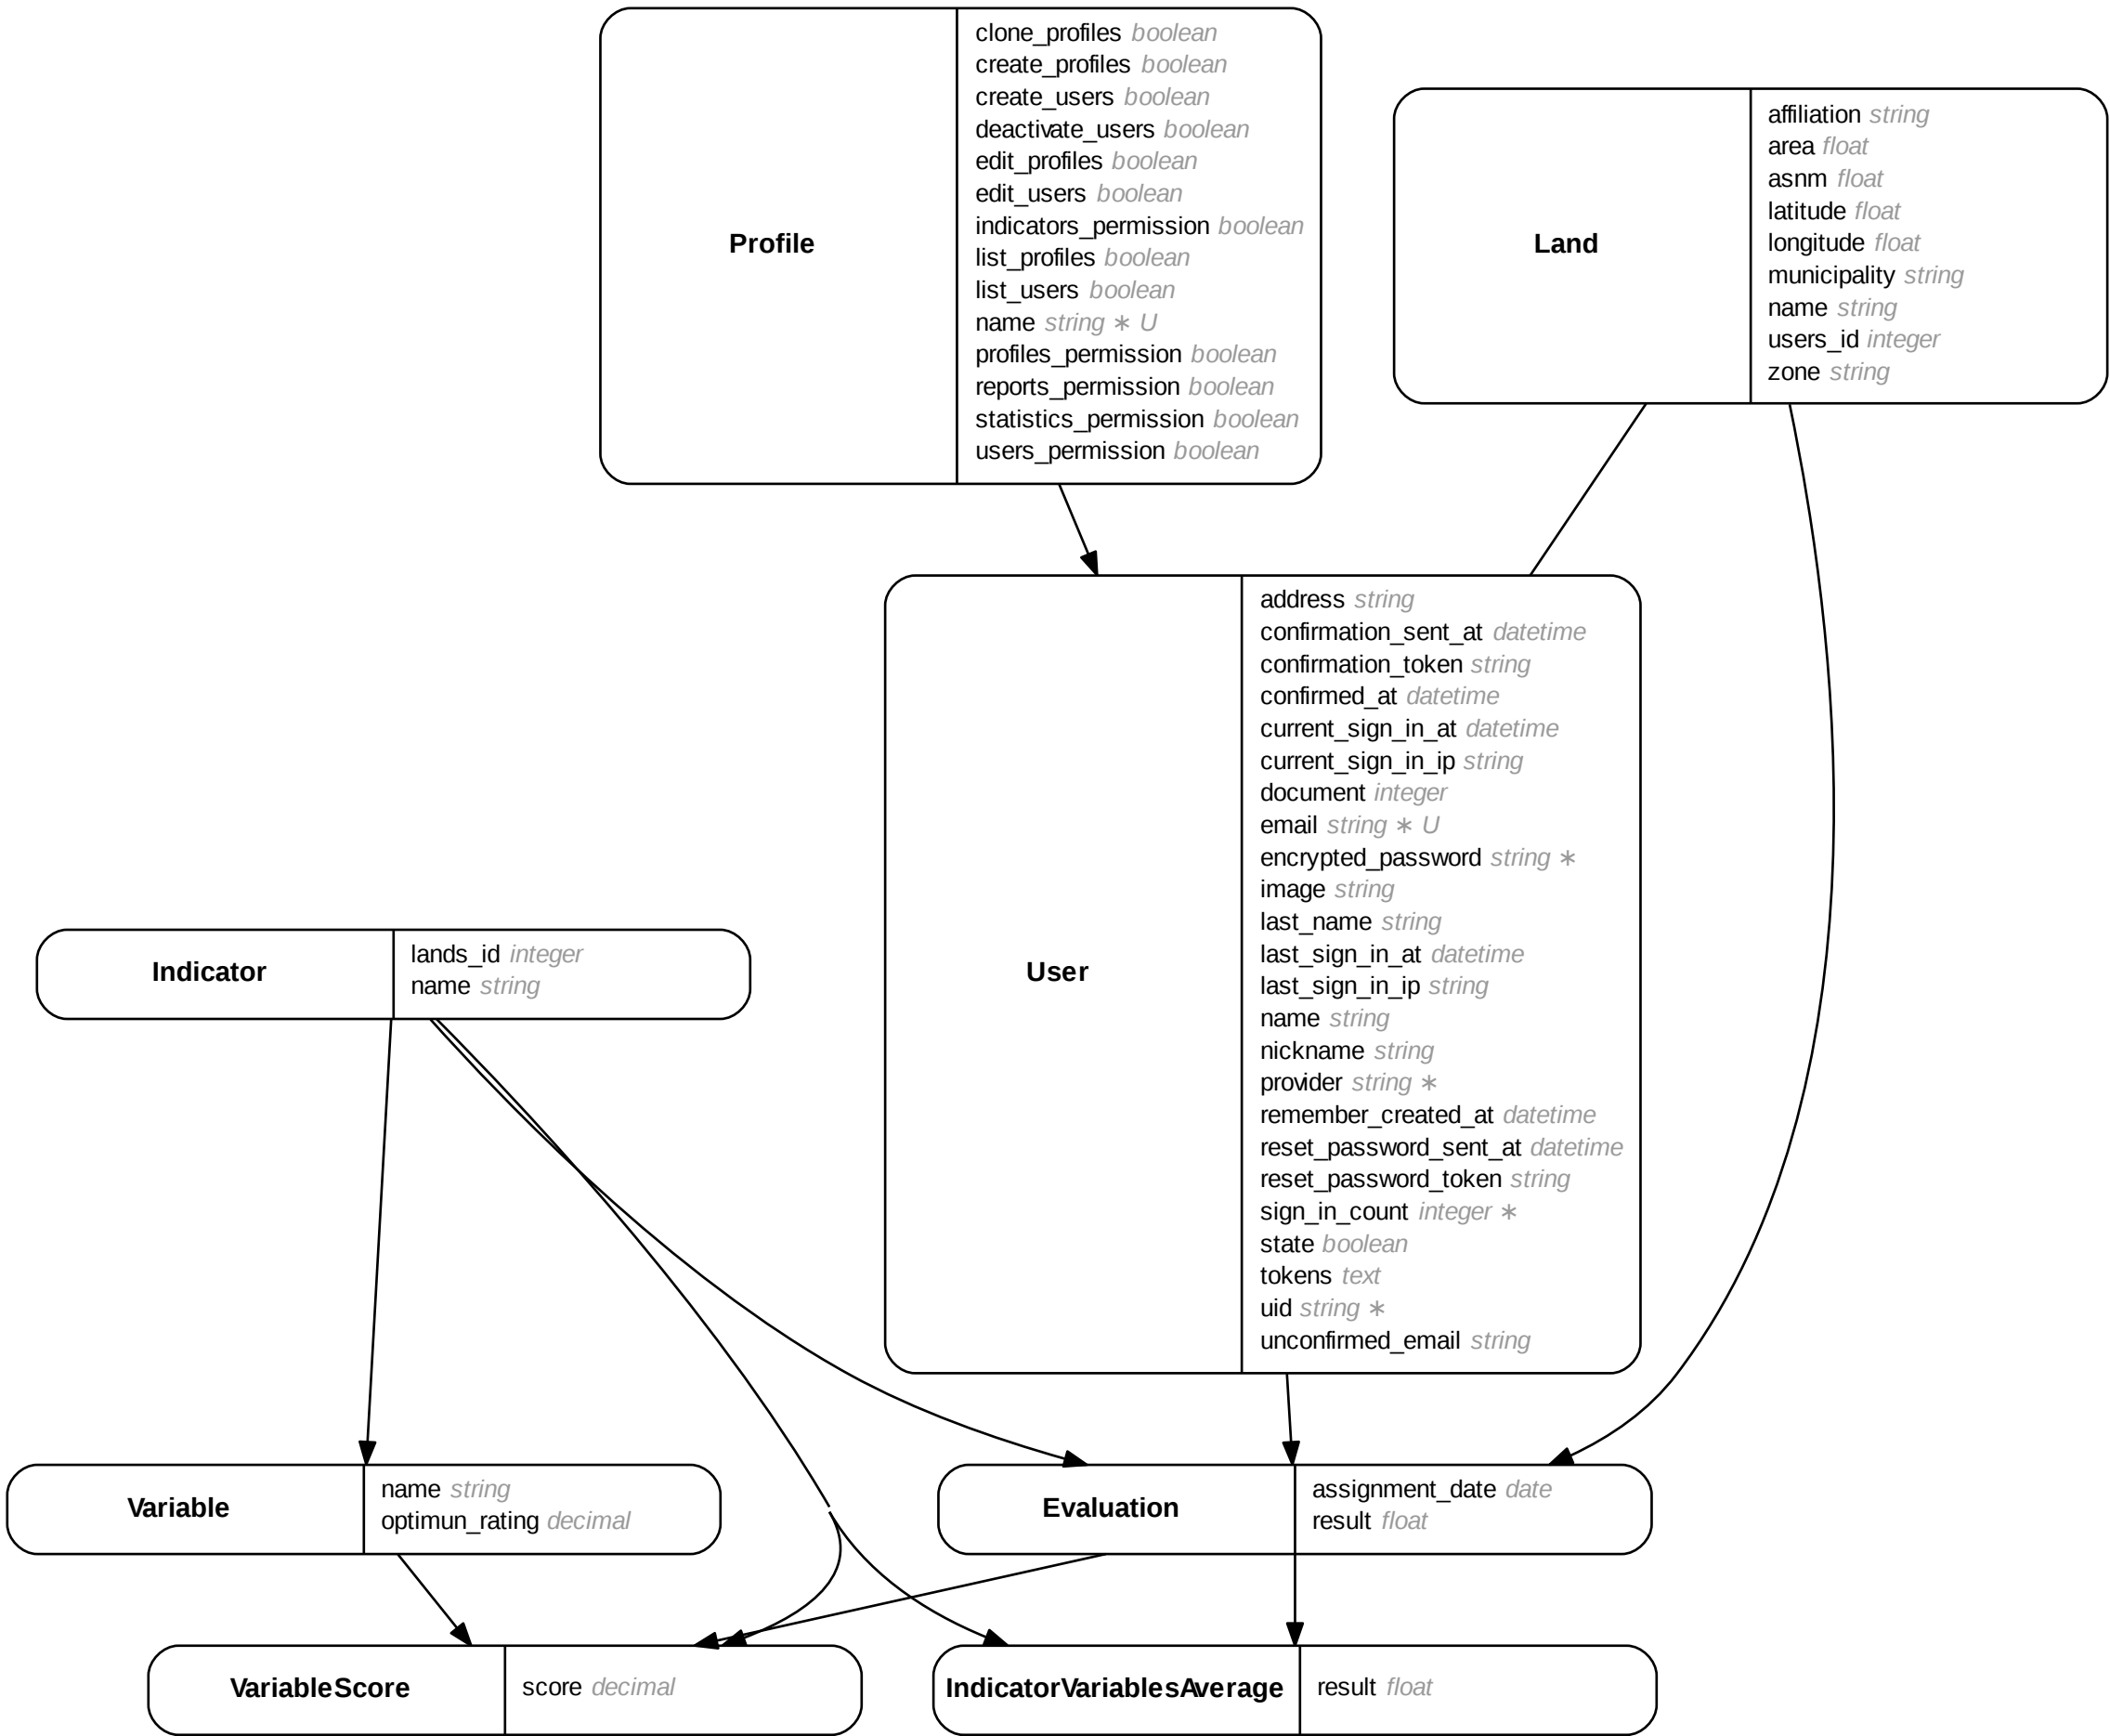 Profile
clone_profiles boolean
create_profiles boolean
create_users boolean
deactivate_users boolean
edit_profiles boolean
edit_users boolean
indicators_permission boolean
list_profiles boolean
list_users boolean
name string ∗ U
profiles_permission boolean
reports_permission boolean
statistics_permission boolean
users_permission boolean
Land
affiliation string
area float
asnm float
latitude float
longitude float
municipality string
name string
users_id integer
zone string
User
address string
confirmation_sent_at datetime
confirmation_token string
confirmed_at datetime
current_sign_in_at datetime
current_sign_in_ip string
document integer
email string ∗ U
encrypted_password string ∗
image string
last_name string
last_sign_in_at datetime
last_sign_in_ip string
name string
nickname string
provider string ∗
remember_created_at datetime
reset_password_sent_at datetime
reset_password_token string
sign_in_count integer ∗
state boolean
tokens text
uid string ∗
unconfirmed_email string
Indicator
lands_id integer
name string
Variable
name string
optimun_rating decimal
Evaluation
assignment_date date
result float
VariableScore
score decimal
IndicatorVariablesAverage
result float